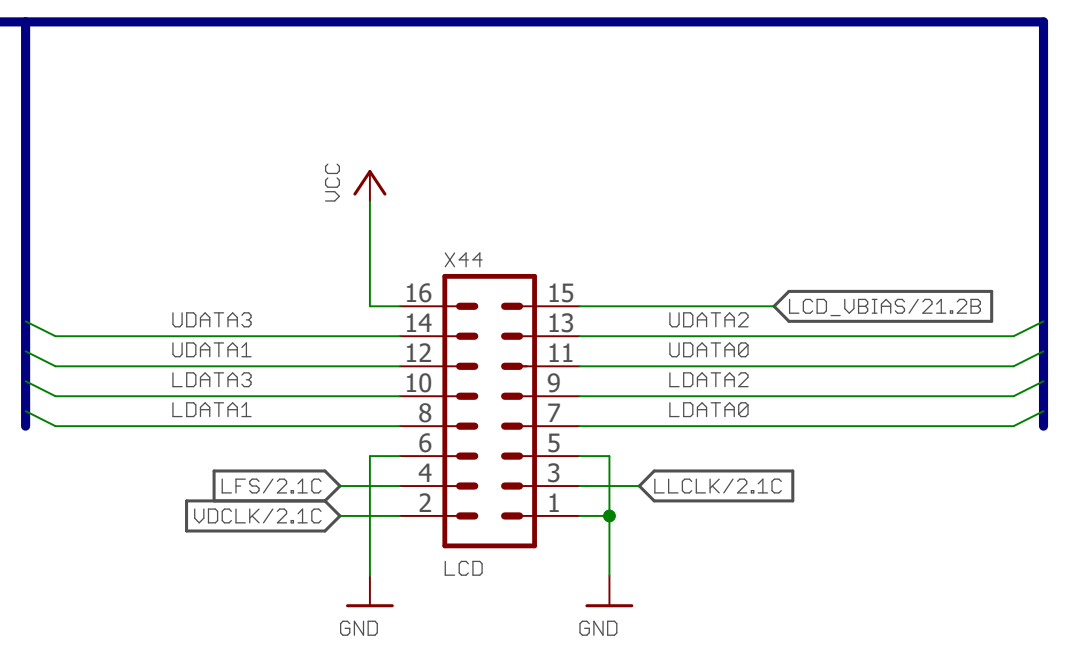 VCC
X44
16 15
LCD_VBIAS/21.2B
UDATA3 14 13 UDATA2
UDATA1 12 11 UDATA0
LDATA3 10 9 LDATA2
LDATA1 8 7 LDATA0
6 5
LFS/2.1C 4 3 LLCLK/2.1C
VDCLK/2.1C 2 1
LCD
GND GND